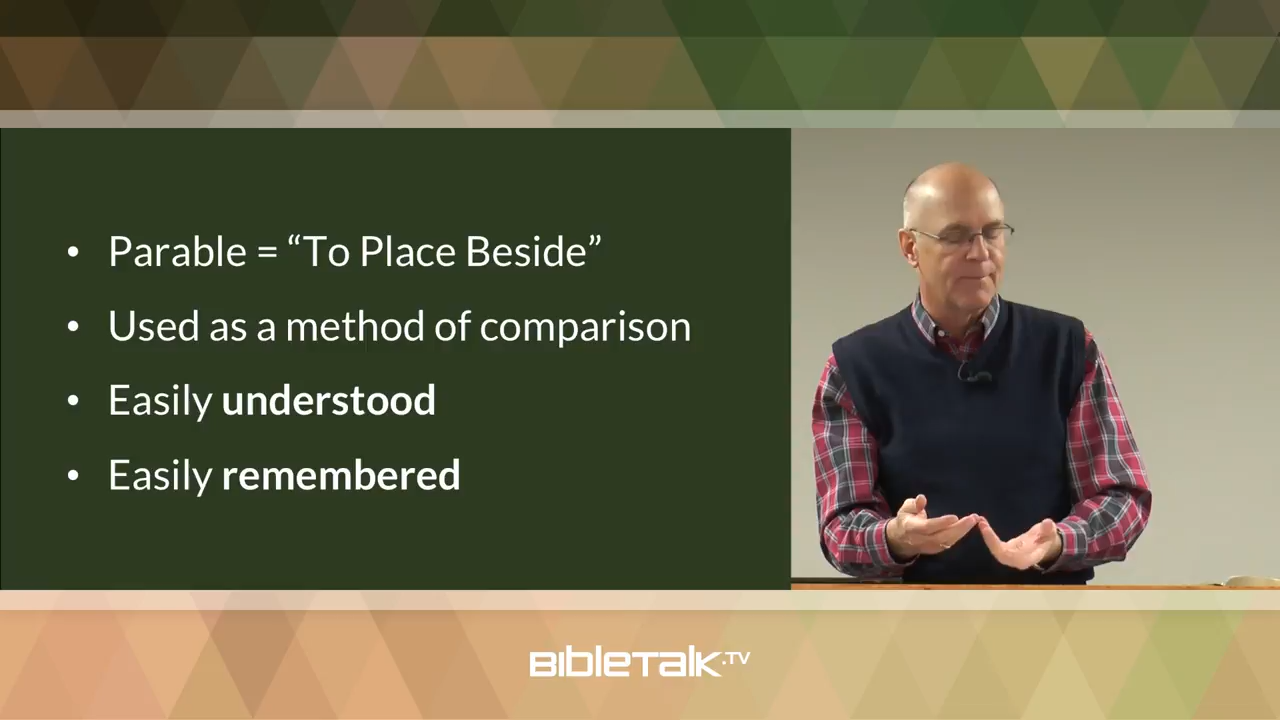 • Parable = “To Place Beside”
• Used as a method of comparison
• Easily understood
• Easily remembered
BibleTalk.TV